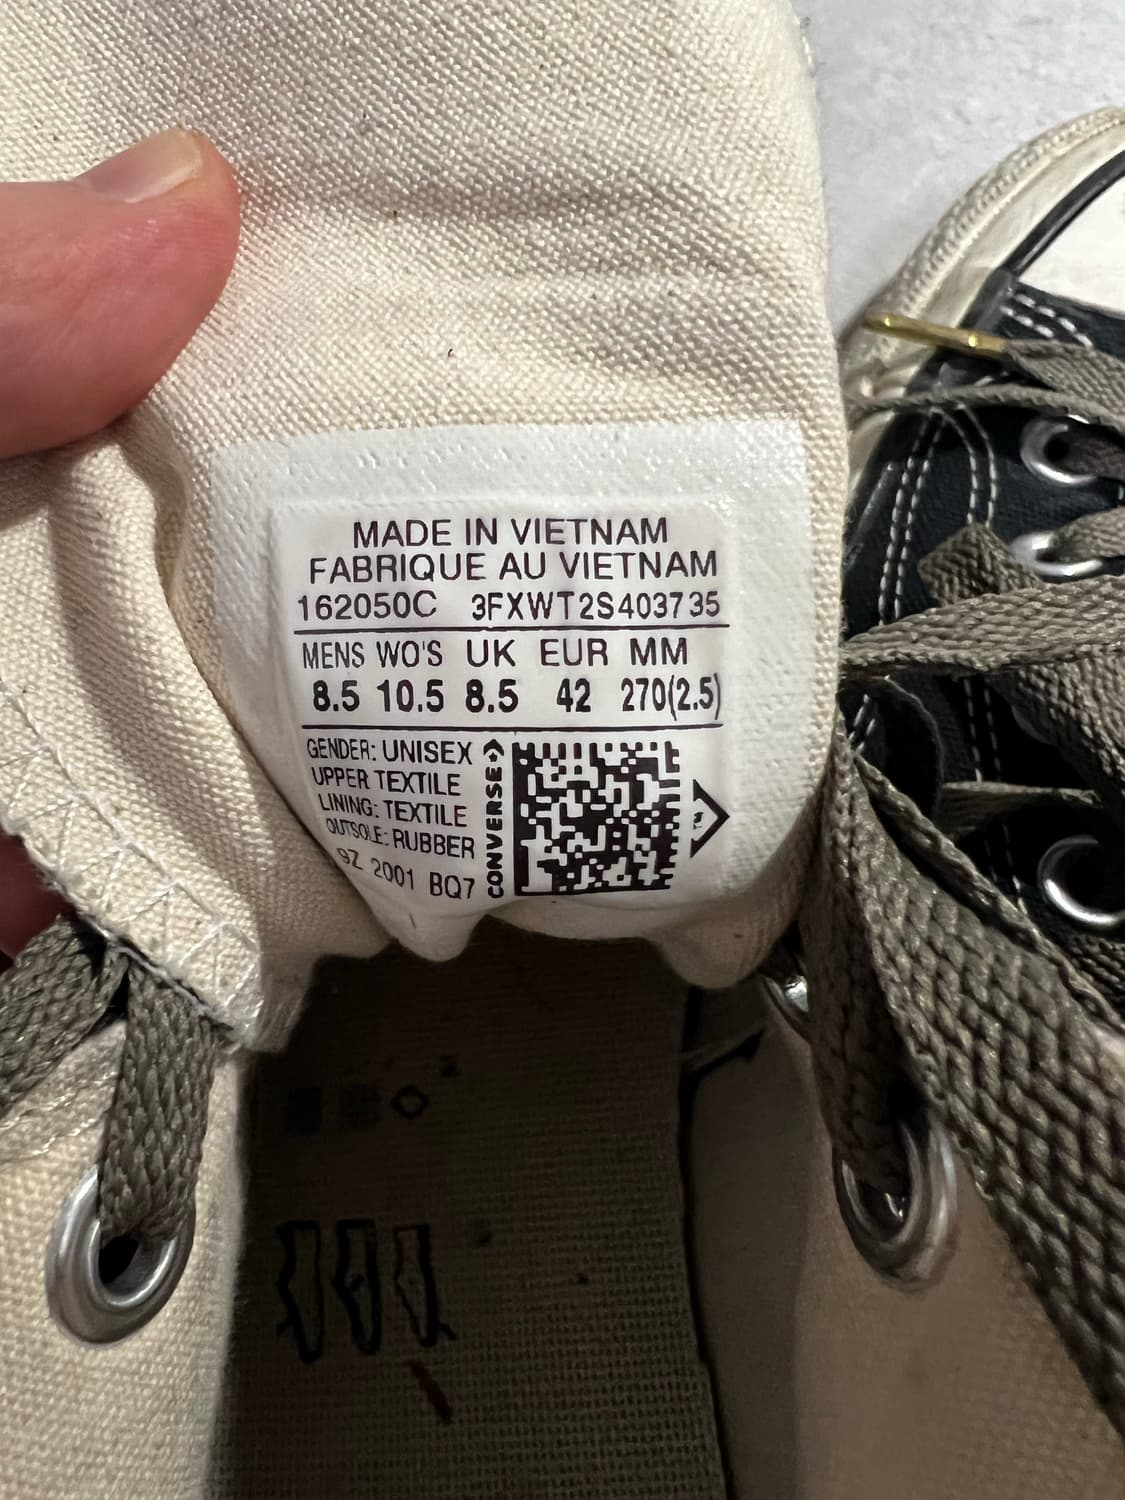 MADE IN VIETNAM
FABRIQUE AU VIETNAM
162050C 3FXWT2S403735
MENS WO'S UK EUR MM
8.5 10.5 8.5 42 270(2.5)
GENDER: UNISEX
UPPER TEXTILE
LINING: TEXTILE
OUTSOLE: RUBBER
9Z 2001 BQ7
CONVERSE